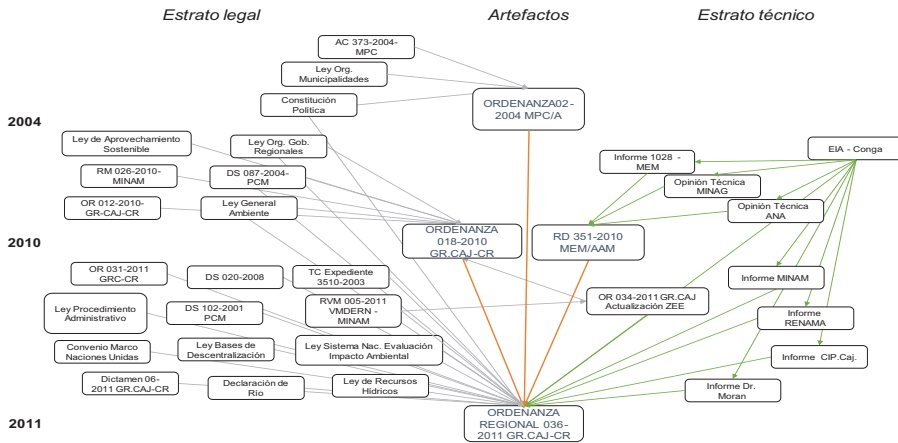 Estrato legal
Artefactos
Estrato técnico
AC 373-2004-
MPC
Ley Org.
Municipalidades
Constitución
Política
ORDENANZA02-
2004 MPC/A
2004
Ley de Aprovechamiento
Sostenible
Ley Org. Gob.
Regionales
RM 026-2010-
MINAM
DS 087-2004-
PCM
OR 012-2010-
GR-CAJ-CR
Ley General
Ambiente
Informe 1028 -
MEM
EIA - Conga
Opinión Técnica
MINAG
Opinión Técnica
ANA
ORDENANZA
018-2010
GR.CAJ-CR
RD 351-2010
MEM/AAM
2010
OR 031-2011
GRC-CR
DS 020-2008
TC Expediente
3510-2003
Informe MINAM
Ley Procedimiento
Administrativo
DS 102-2001
PCM
RVM 005-2011
VMDERN -
MINAM
OR 034-2011 GR.CAJ
Actualización ZEE
Informe
RENAMA
Convenio Marco
Naciones Unidas
Ley Bases de
Descentralización
Ley Sistema Nac. Evaluación
Impacto Ambiental
Informe CIP.Caj.
Dictamen 06-
2011 GR.CAJ-CR
Declaración de
Río
Ley de Recursos
Hídricos
Informe Dr.
Moran
ORDENANZA
REGIONAL 036-
2011 GR.CAJ-CR
2011